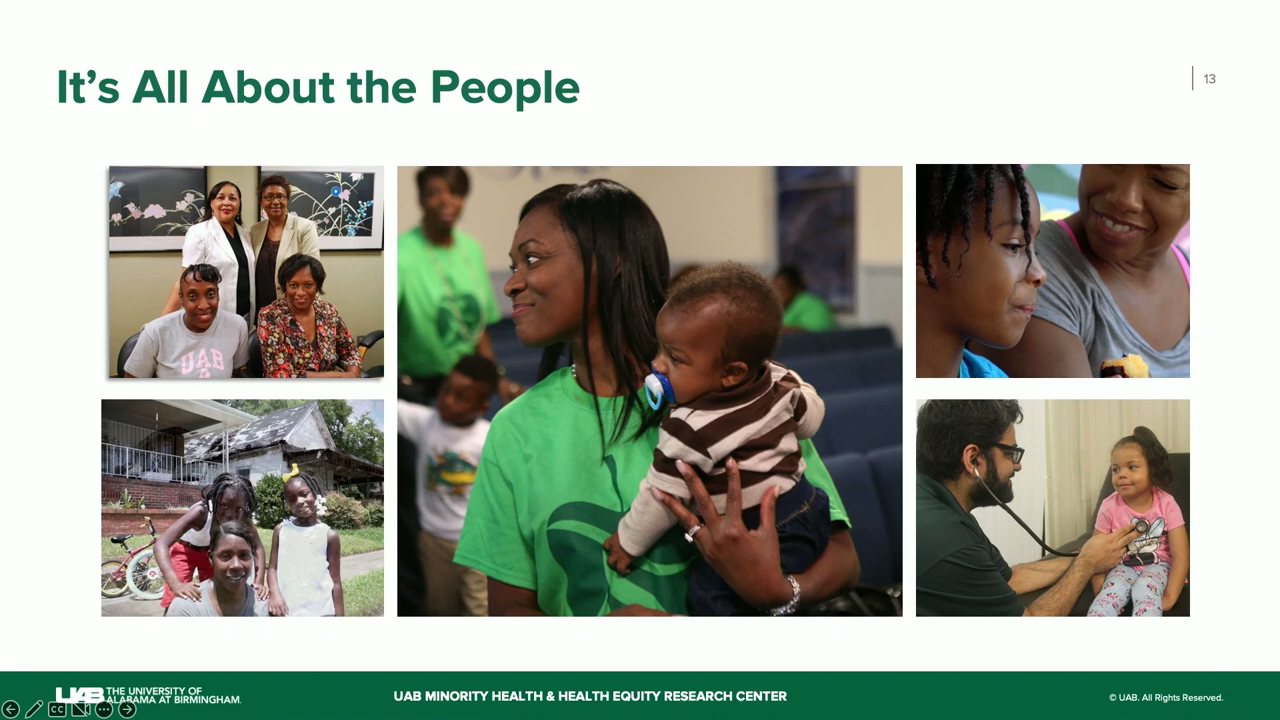 It’s All About the People
13
UAB
UAB THE UNIVERSITY OF
ALABAMA AT BIRMINGHAM.
UAB MINORITY HEALTH & HEALTH EQUITY RESEARCH CENTER
© UAB. All Rights Reserved.
CC